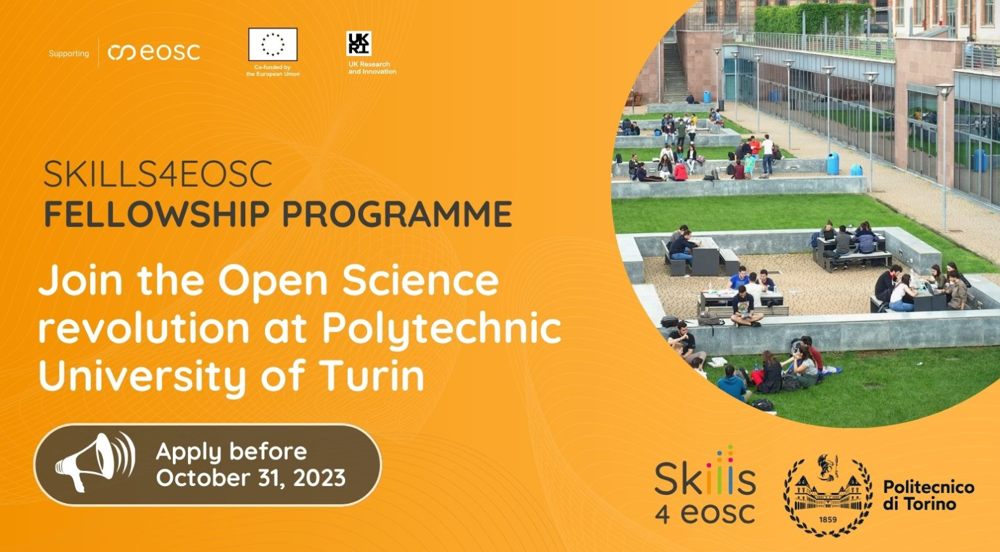 Supporting
eosc
Co-funded by
the European Union
UK
RI
UK Research
and Innovation
SKILLS4EOSC
FELLOWSHIP PROGRAMME
Join the Open Science
revolution at Polytechnic
University of Turin
Apply before
October 31, 2023
Skills
4 eosc
1859
Politecnico
di Torino